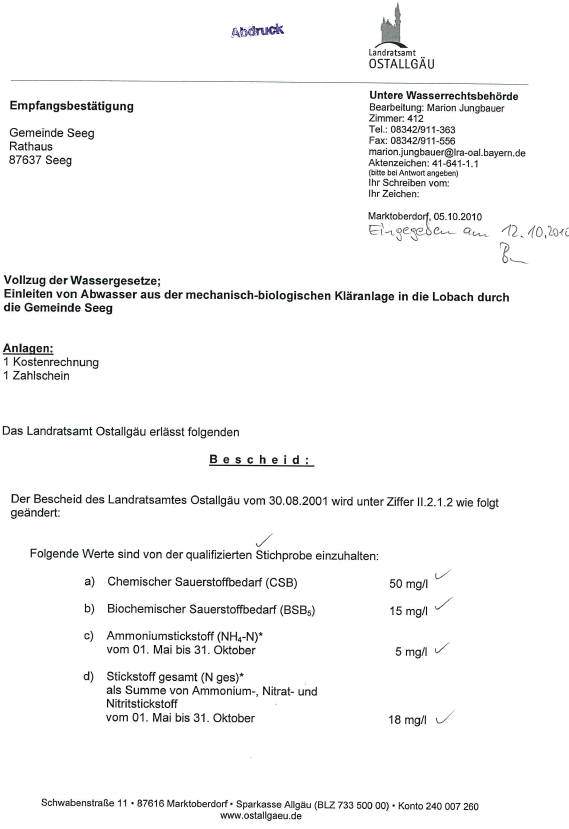 Abdruck
Landratsamt
OSTALLGÄU
Empfangsbestätigung
Gemeinde Seeg
Rathaus
87637 Seeg
Untere Wasserrechtsbehörde
Bearbeitung: Marion Jungbauer
Zimmer: 412
Tel.: 08342/911-363
Fax: 08342/911-556
marion.jungbauer@lra-oal.bayern.de
Aktenzeichen: 41-641-1.1
(bitte bei Antwort angeben)
Ihr Schreiben vom:
Ihr Zeichen:
Marktoberdorf, 05.10.2010
Eingegeben am 12.10.2010
Vollzug der Wassergesetze;
Einleiten von Abwasser aus der mechanisch-biologischen Kläranlage in die Lobach durch
die Gemeinde Seeg
Anlagen:
1 Kostenrechnung
1 Zahlschein
Das Landratsamt Ostallgäu erlässt folgenden
B e s c h e i d :
Der Bescheid des Landratsamtes Ostallgäu vom 30.08.2001 wird unter Ziffer II.2.1.2 wie folgt
geändert:
Folgende Werte sind von der qualifizierten Stichprobe einzuhalten:
a) Chemischer Sauerstoffbedarf (CSB) 50 mg/l
b) Biochemischer Sauerstoffbedarf (BSB₅) 15 mg/l
c) Ammoniumstickstoff (NH₄-N)*
vom 01. Mai bis 31. Oktober 5 mg/l
d) Stickstoff gesamt (N ges)*
als Summe von Ammonium-, Nitrat- und
Nitritstickstoff
vom 01. Mai bis 31. Oktober 18 mg/l
Schwabenstraße 11 • 87616 Marktoberdorf • Sparkasse Allgäu (BLZ 733 500 00) • Konto 240 007 260
www.ostallgaeu.de